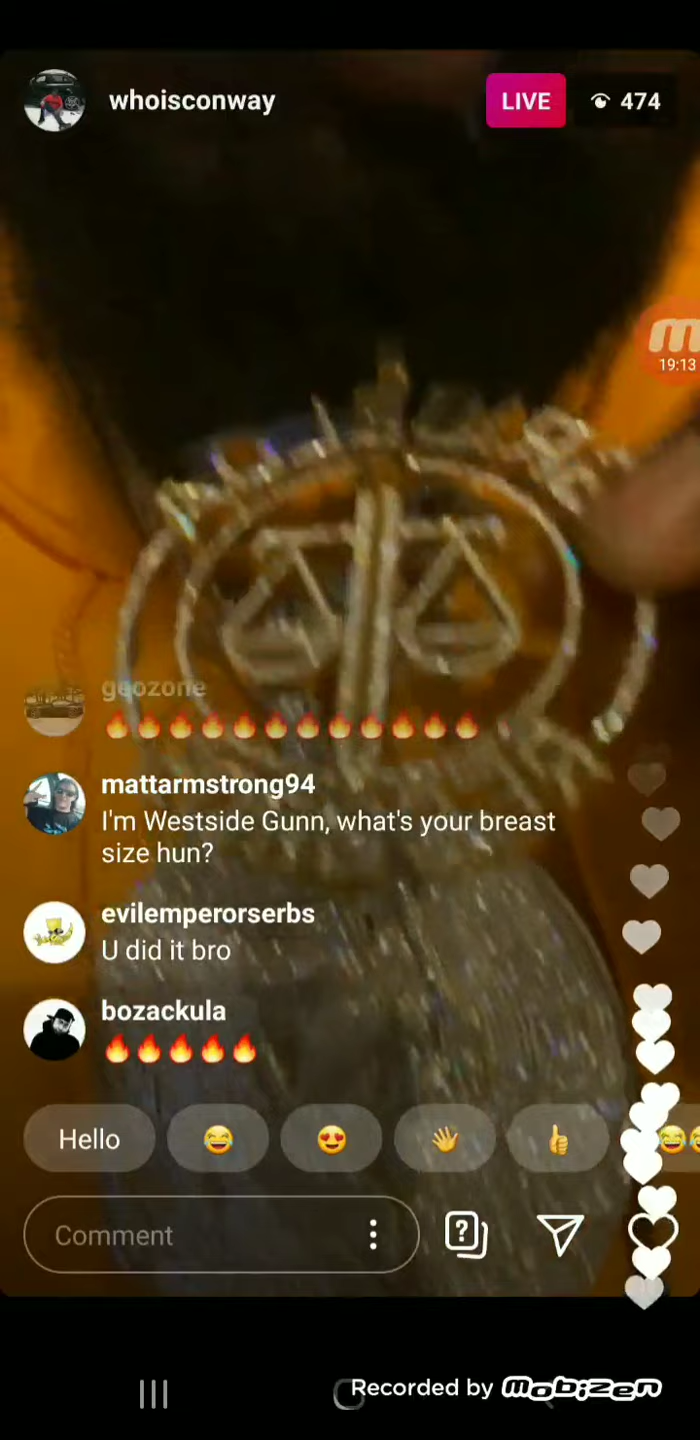 whoisconway
LIVE
474
m
19:13
geozone
🔥🔥🔥🔥🔥🔥🔥🔥🔥🔥🔥🔥
mattarmstrong94
I'm Westside Gunn, what's your breast
size hun?
evilemperorserbs
U did it bro
bozackula
🔥🔥🔥🔥🔥
Hello 😂 😍 👋 👍 😂
Comment
Recorded by mobizen